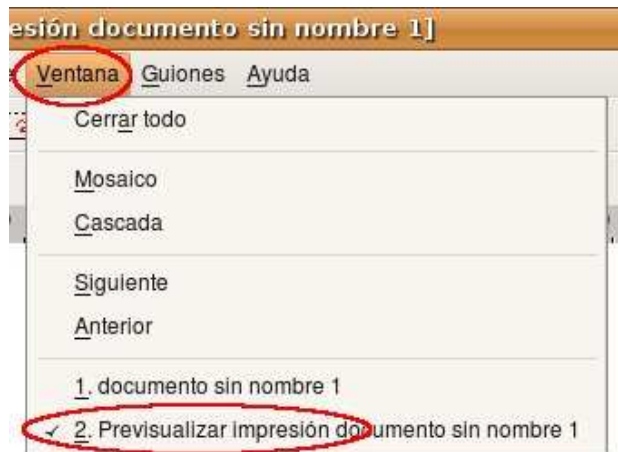 esión documento sin nombre 1]
Ventana Guiones Ayuda
Cerrar todo
Mosaico
Cascada
Siguiente
Anterior
1. documento sin nombre 1
✓ 2. Previsualizar impresión documento sin nombre 1